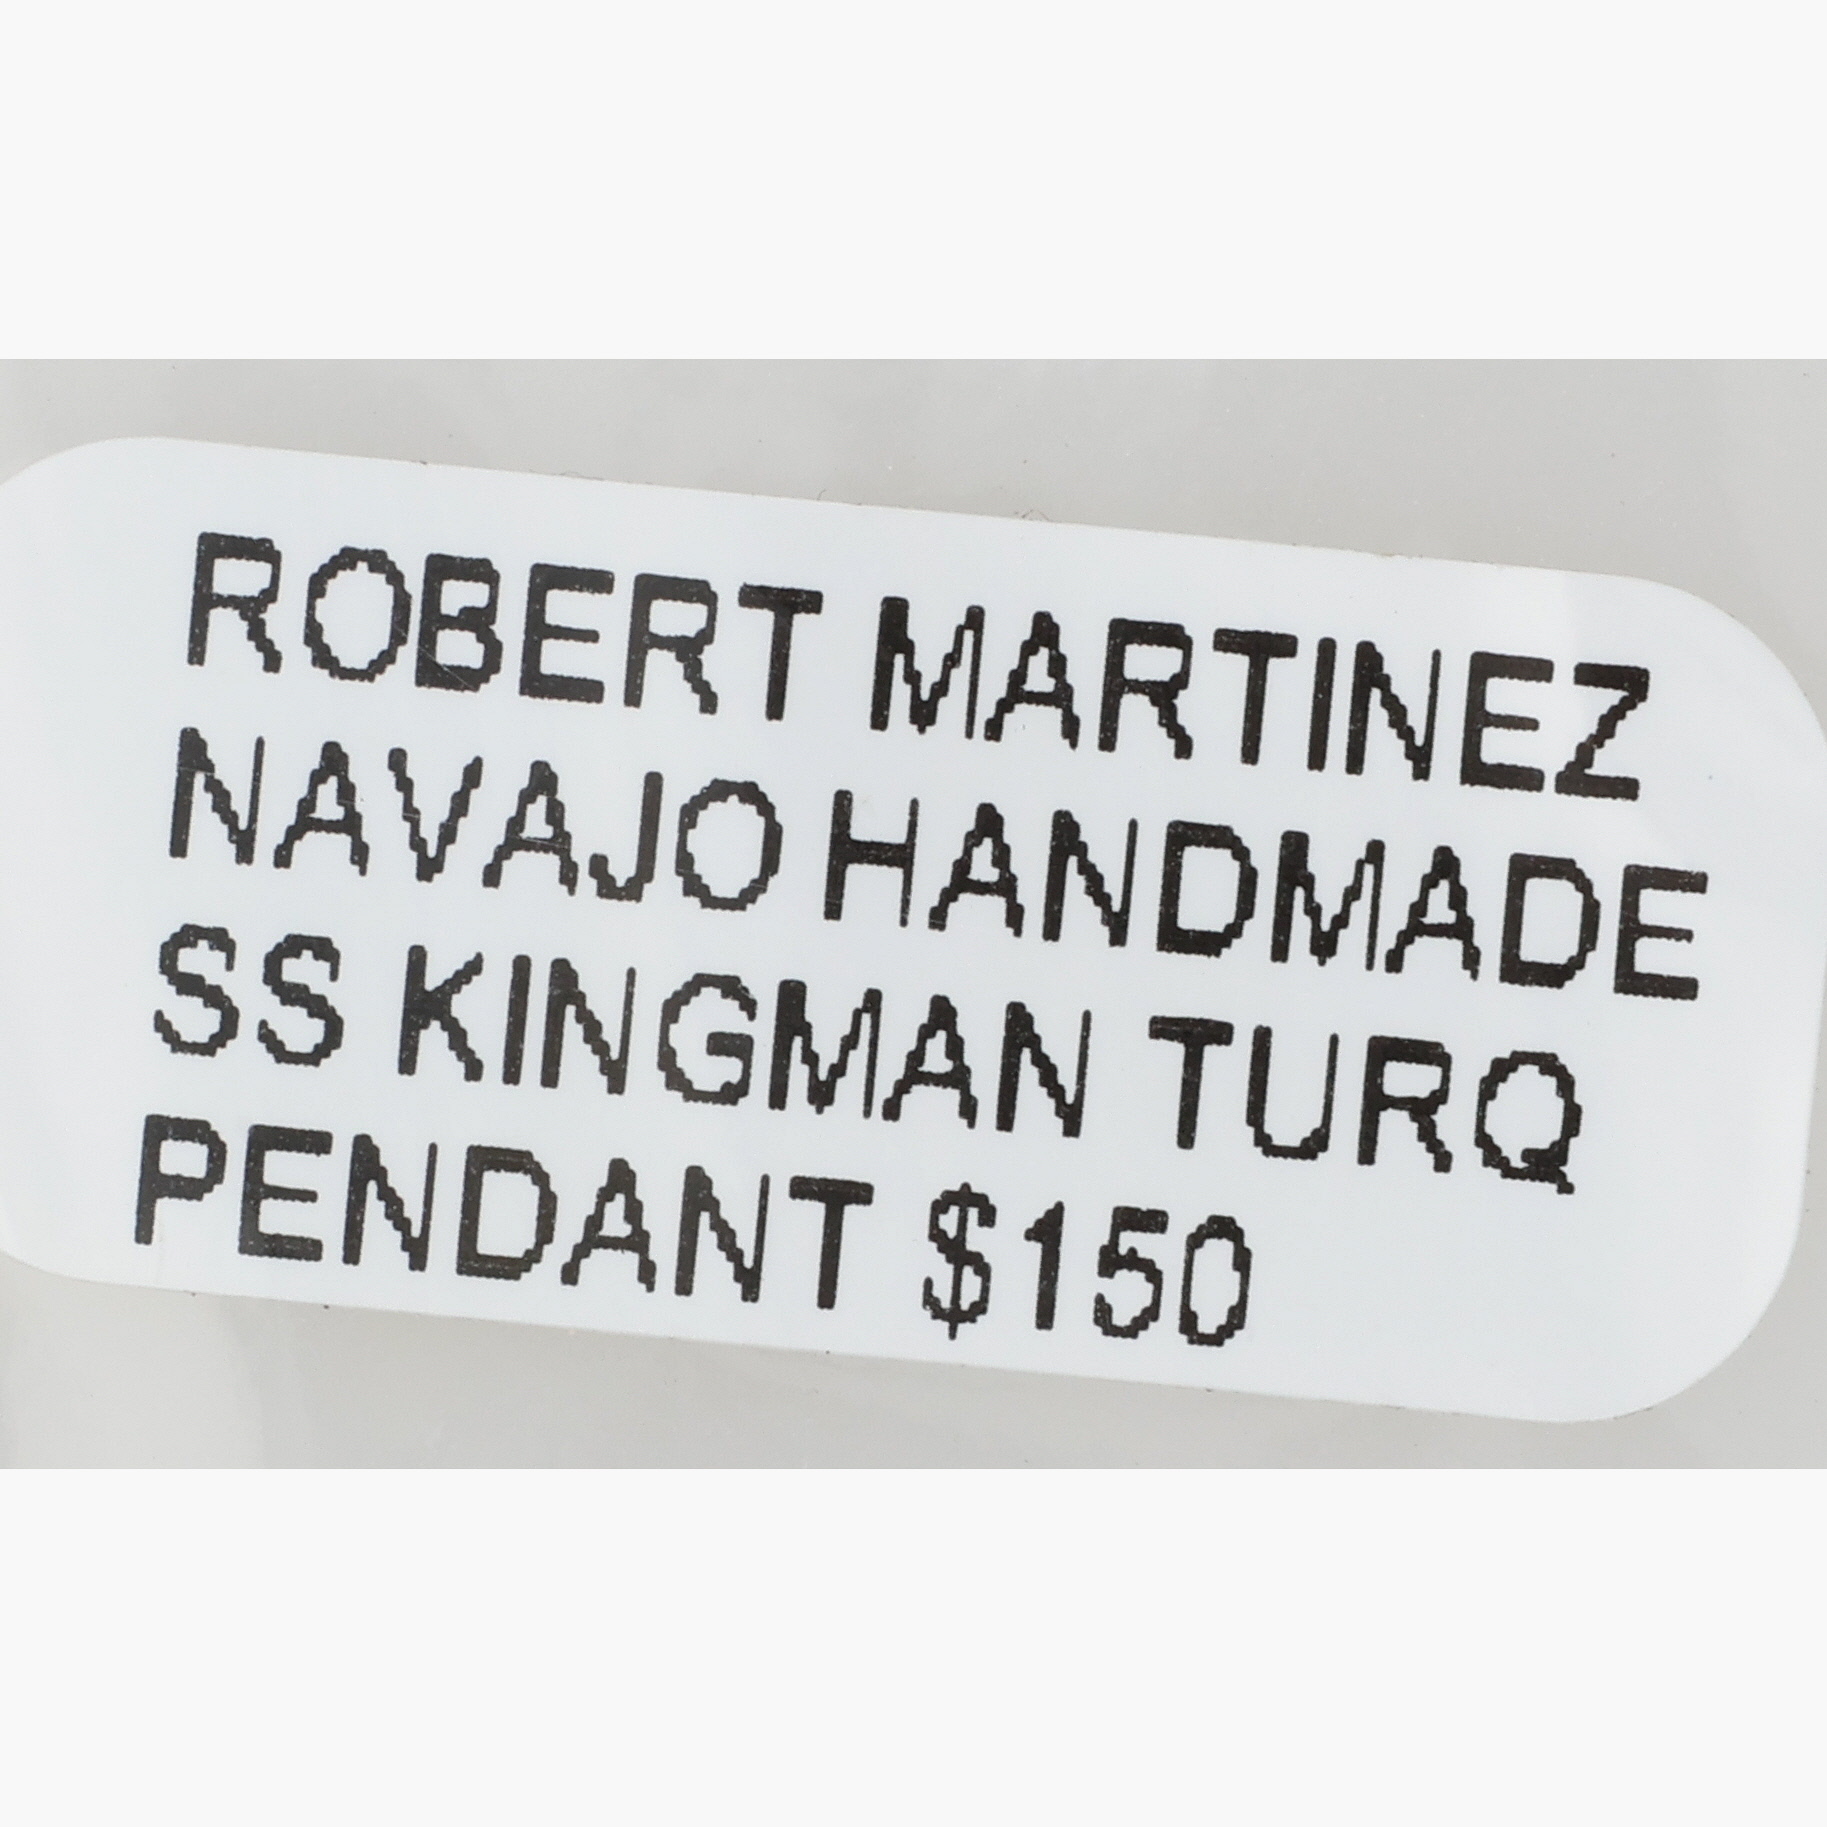 ROBERT MARTINEZ
NAVAJO HANDMADE
SS KINGMAN TURQ
PENDANT $150